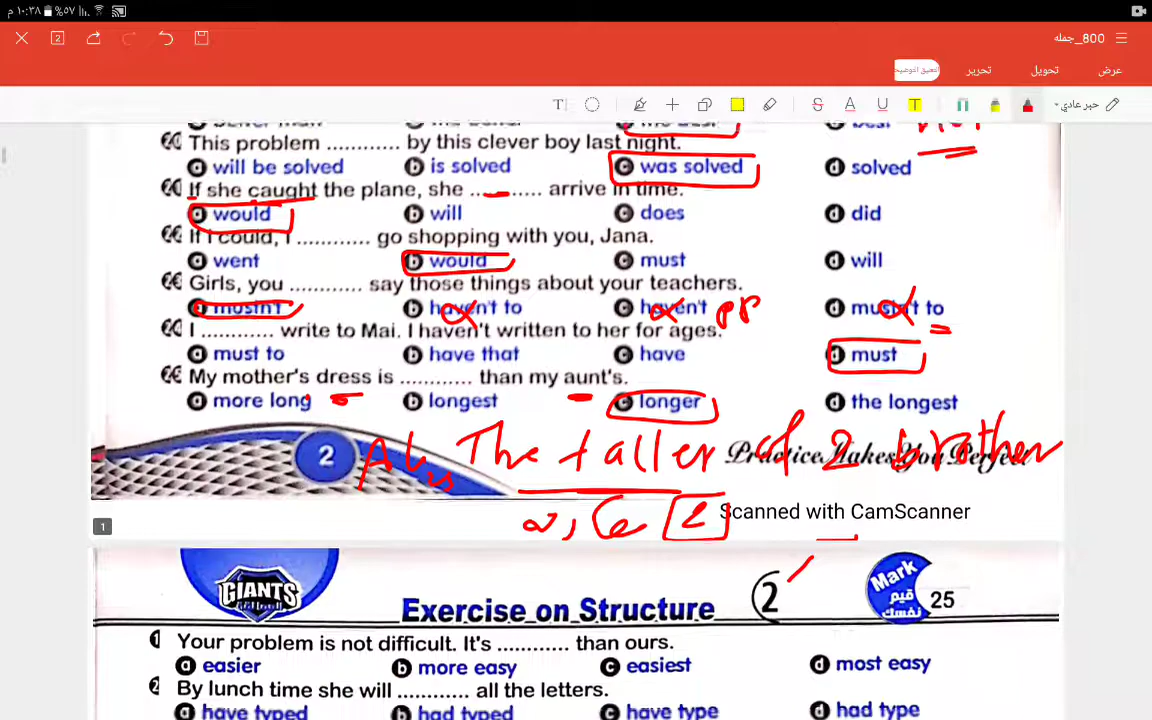 ١٠:٣٨ م ٥٧%
800_جمله
عرض تحويل تحرير
حبر عادي
This problem ............ by this clever boy last night.
a will be solved b is solved c was solved d solved
If she caught the plane, she ............ arrive in time.
a would b will c does d did
If I could, I ............ go shopping with you, Jana.
a went b would c must d will
Girls, you ............ say those things about your teachers.
a mustn't b haven't to c haven't PP d mustn't to
I ............ write to Mai. I haven't written to her for ages.
a must to b have that c have d must
My mother's dress is ............ than my aunt's.
a more long b longest c longer d the longest
The taller of 2 brother
2 Practice Makes You Perfect
Scanned with CamScanner
1
GIANTS
Exercise on Structure 2 Mark قيم نفسك 25
1 Your problem is not difficult. It's ............ than ours.
a easier b more easy c easiest d most easy
2 By lunch time she will ............ all the letters.
a have typed b had typed c have type d had type